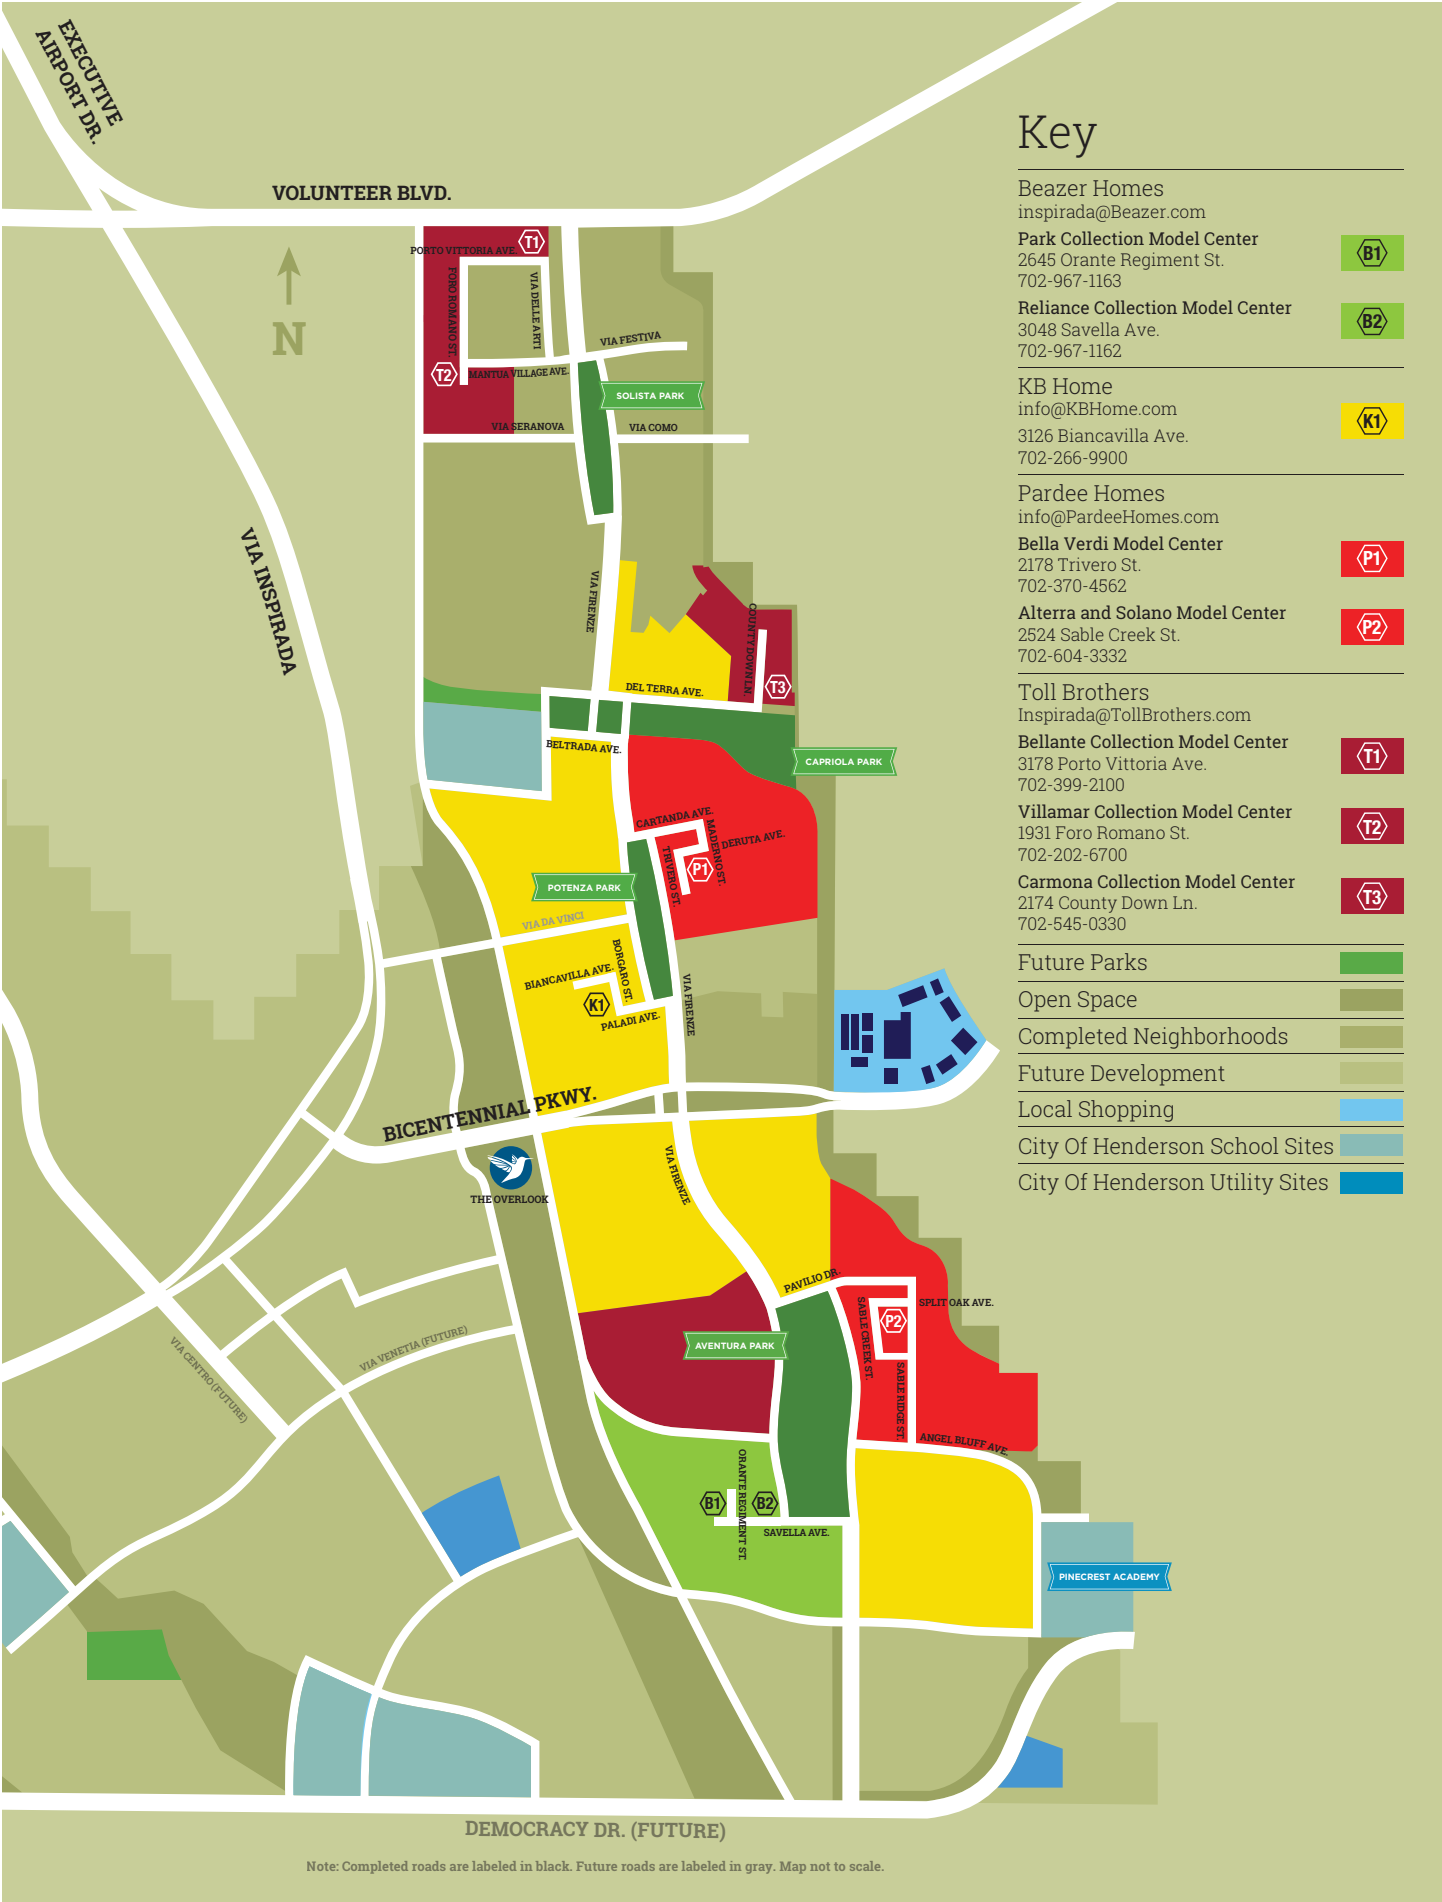 EXECUTIVE
AIRPORT DR.
VOLUNTEER BLVD.
N
VIA INSPIRADA
PORTO VITTORIA AVE.
T1
FORO ROMANO ST.
VIA DELLE ARTI
VIA FESTIVA
T2
MANTUA VILLAGE AVE.
SOLISTA PARK
VIA SERANOVA
VIA COMO
VIA FIRENZE
COUNTY DOWN LN.
DEL TERRA AVE.
T3
BELTRADA AVE.
CAPRIOLA PARK
CARTANDA AVE.
MADERNO ST.
DERUTA AVE.
TRIVERO ST.
P1
POTENZA PARK
VIA DA VINCI
BORGARO ST.
BIANCAVILLA AVE.
K1
PALADI AVE.
VIA FIRENZE
BICENTENNIAL PKWY.
THE OVERLOOK
VIA FIRENZE
PAVILIO DR.
SPLIT OAK AVE.
SABLE CREEK ST.
P2
SABLE RIDGE ST.
AVENTURA PARK
VIA VENETIA (FUTURE)
VIA CENTRO (FUTURE)
ANGEL BLUFF AVE.
ORANTE REGIMENT ST.
B1
B2
SAVELLA AVE.
PINECREST ACADEMY
DEMOCRACY DR. (FUTURE)
Note: Completed roads are labeled in black. Future roads are labeled in gray. Map not to scale.
Key
Beazer Homes
inspirada@Beazer.com
Park Collection Model Center
2645 Orante Regiment St.
702-967-1163
B1
Reliance Collection Model Center
3048 Savella Ave.
702-967-1162
B2
KB Home
info@KBHome.com
3126 Biancavilla Ave.
702-266-9900
K1
Pardee Homes
info@PardeeHomes.com
Bella Verdi Model Center
2178 Trivero St.
702-370-4562
P1
Alterra and Solano Model Center
2524 Sable Creek St.
702-604-3332
P2
Toll Brothers
Inspirada@TollBrothers.com
Bellante Collection Model Center
3178 Porto Vittoria Ave.
702-399-2100
T1
Villamar Collection Model Center
1931 Foro Romano St.
702-202-6700
T2
Carmona Collection Model Center
2174 County Down Ln.
702-545-0330
T3
Future Parks
Open Space
Completed Neighborhoods
Future Development
Local Shopping
City Of Henderson School Sites
City Of Henderson Utility Sites